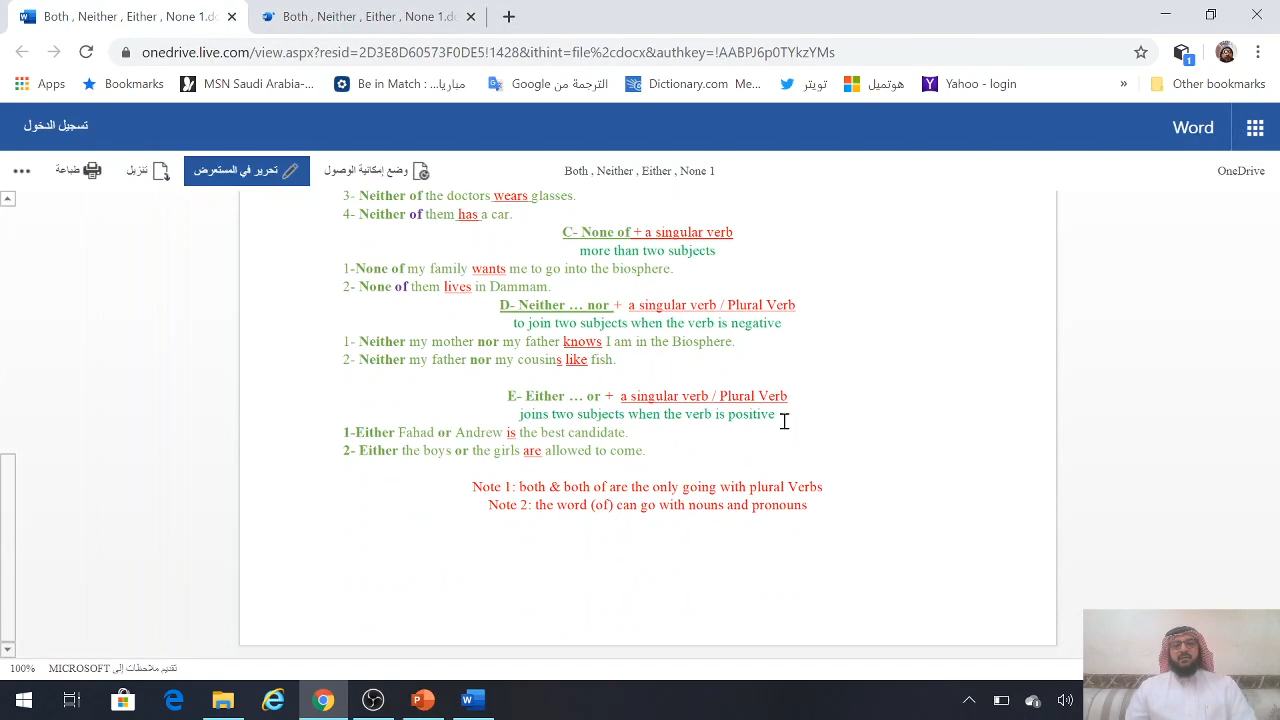 Both , Neither , Either , None 1.dc
Both , Neither , Either , None 1
onedrive.live.com/view.aspx?resid=2D3E8D60573F0DE5!1428&ithint=file%2cdocx&authkey=!AABPJ6p0TYkzYMs
Apps Bookmarks MSN Saudi Arabia-... Be in Match : مباريا... الترجمة من Google Dictionary.com Me... تويتر هوتميل Yahoo - login » Other bookmarks
تسجيل الدخول Word
طباعة تنزيل تحرير في المستعرض وضع إمكانية الوصول Both , Neither , Either , None 1 OneDrive
3- Neither of the doctors wears glasses.
4- Neither of them has a car.
C- None of + a singular verb
more than two subjects
1-None of my family wants me to go into the biosphere.
2- None of them lives in Dammam.
D- Neither … nor + a singular verb / Plural Verb
to join two subjects when the verb is negative
1- Neither my mother nor my father knows I am in the Biosphere.
2- Neither my father nor my cousins like fish.
E- Either … or + a singular verb / Plural Verb
joins two subjects when the verb is positive
1-Either Fahad or Andrew is the best candidate.
2- Either the boys or the girls are allowed to come.
Note 1: both & both of are the only going with plural Verbs
Note 2: the word (of) can go with nouns and pronouns
100% تقديم ملاحظات إلى MICROSOFT